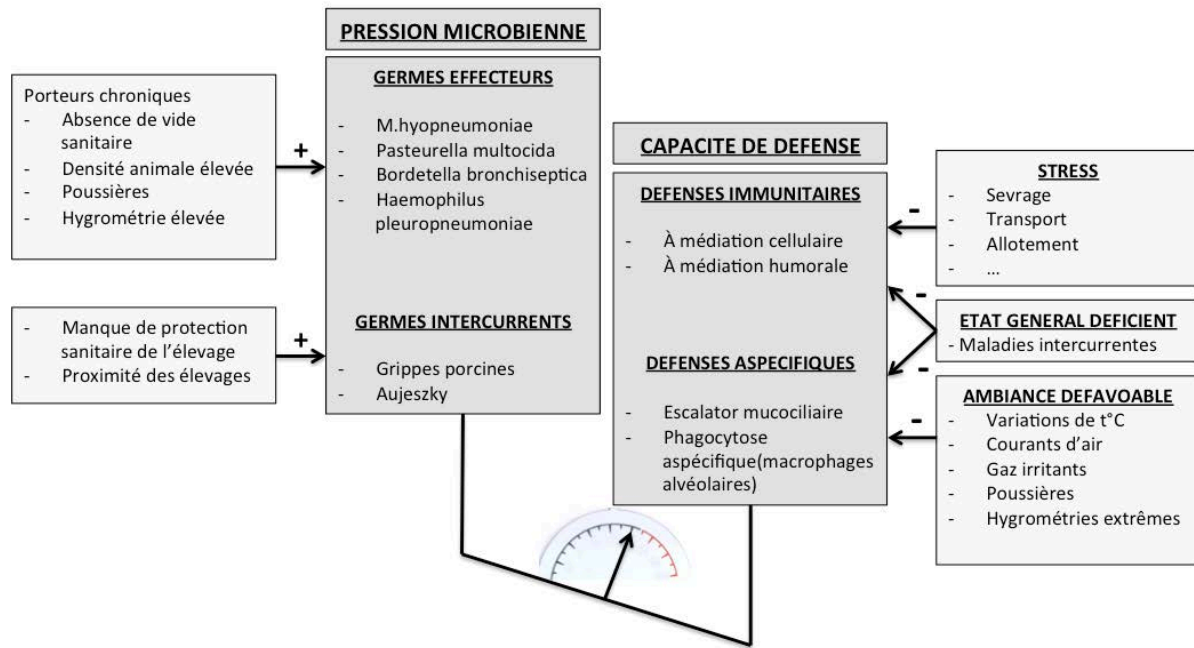 PRESSION MICROBIENNE
GERMES EFFECTEURS
- M.hyopneumoniae
- Pasteurella multocida
- Bordetella bronchiseptica
- Haemophilus
pleuropneumoniae
GERMES INTERCURRENTS
- Grippes porcines
- Aujeszky
Porteurs chroniques
- Absence de vide
sanitaire
- Densité animale élevée
- Poussières
- Hygrométrie élevée
+
- Manque de protection
sanitaire de l'élevage
- Proximité des élevages
+
CAPACITE DE DEFENSE
DEFENSES IMMUNITAIRES
- À médiation cellulaire
- À médiation humorale
DEFENSES ASPECIFIQUES
- Escalator mucociliaire
- Phagocytose
aspécifique(macrophages
alvéolaires)
STRESS
- Sevrage
- Transport
- Allotement
- ...
-
ETAT GENERAL DEFICIENT
- Maladies intercurrentes
-
-
AMBIANCE DEFAVOABLE
- Variations de t°C
- Courants d'air
- Gaz irritants
- Poussières
- Hygrométries extrêmes
-